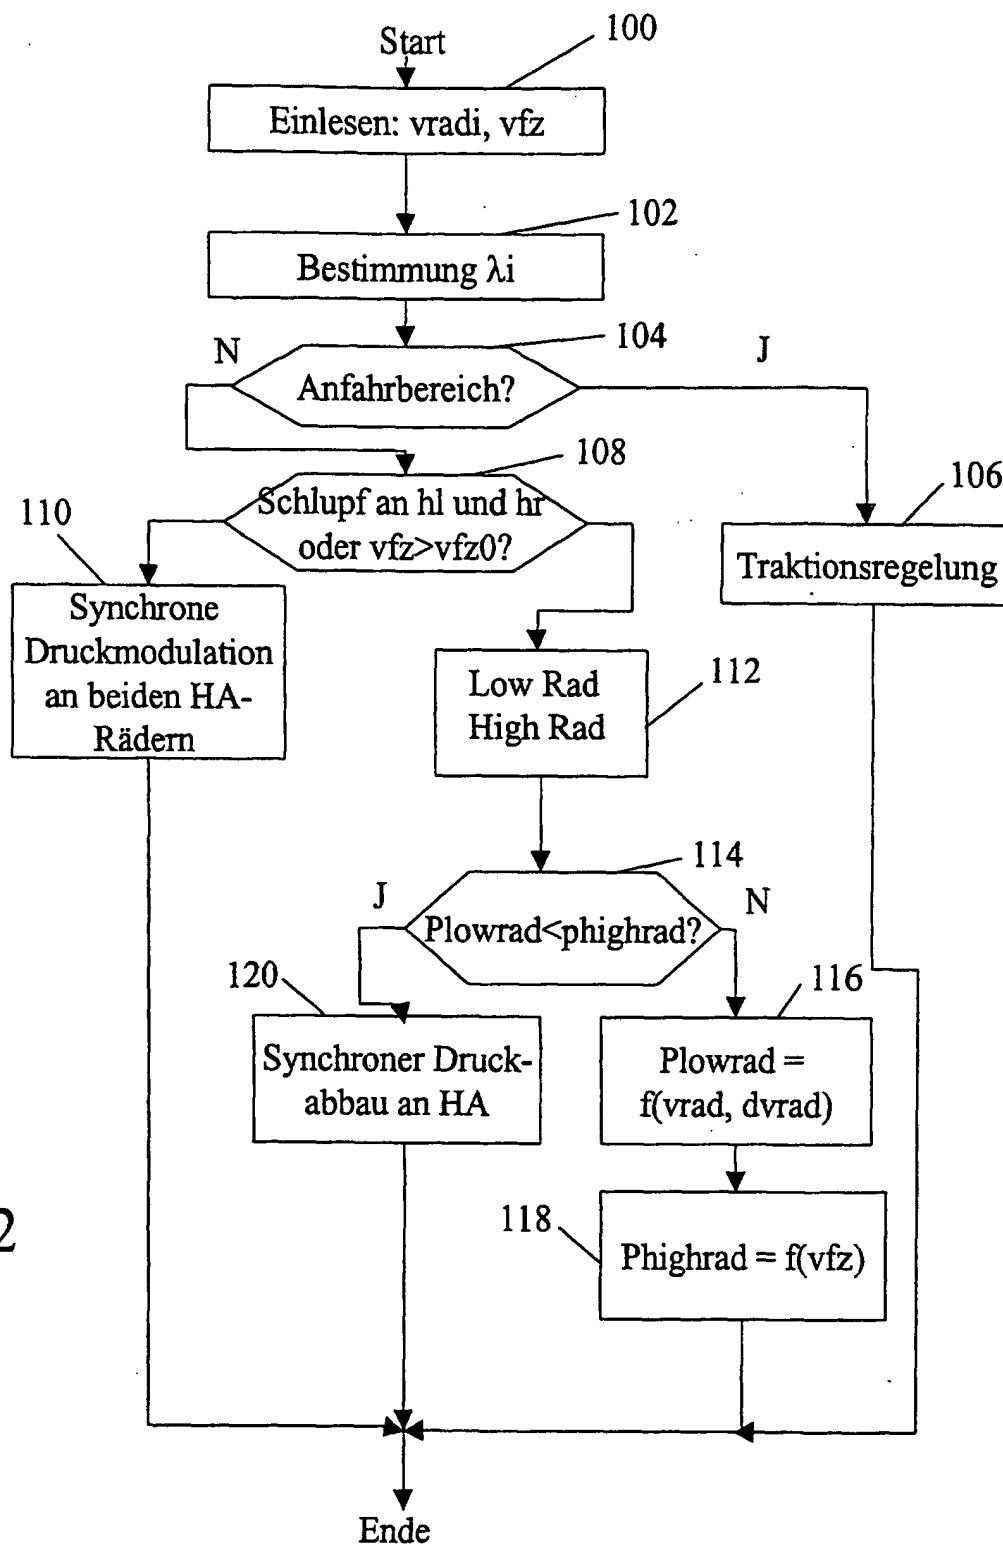 Start
100
Einlesen: vradi, vfz
102
Bestimmung λi
104
N
J
Anfahrbereich?
108
Schlupf an hl und hr
oder vfz>vfz0?
106
Traktionsregelung
110
Synchrone
Druckmodulation
an beiden HA-
Rädern
112
Low Rad
High Rad
114
J
N
Plowrad<phighrad?
120
Synchroner Druck-
abbau an HA
116
Plowrad =
f(vrad, dvrad)
118
Phighrad = f(vfz)
2
Ende